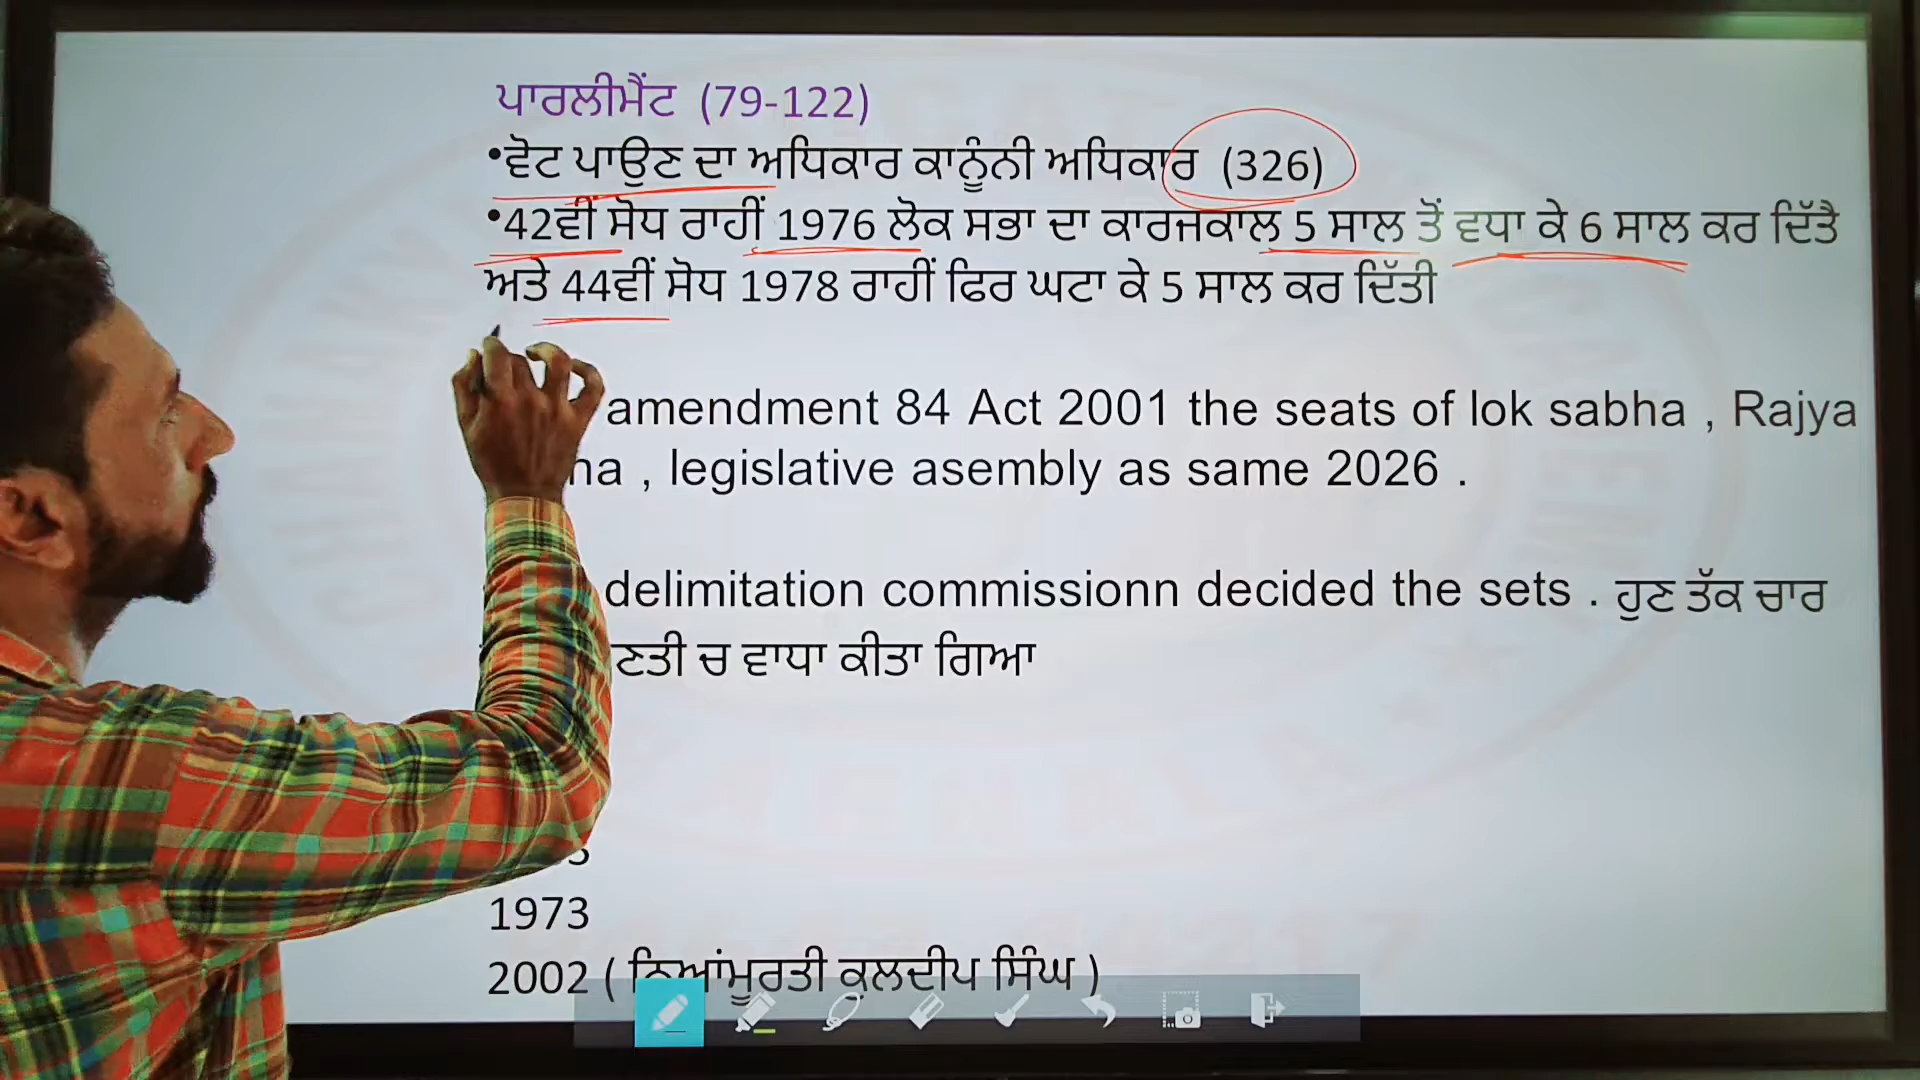 ਪਾਰਲੀਮੈਂਟ (79-122)
•ਵੋਟ ਪਾਉਣ ਦਾ ਅਧਿਕਾਰ ਕਾਨੂੰਨੀ ਅਧਿਕਾਰ (326)
•42ਵੀਂ ਸੋਧ ਰਾਹੀਂ 1976 ਲੋਕ ਸਭਾ ਦਾ ਕਾਰਜਕਾਲ 5 ਸਾਲ ਤੋਂ ਵਧਾ ਕੇ 6 ਸਾਲ ਕਰ ਦਿੱਤੈ
ਅਤੇ 44ਵੀਂ ਸੋਧ 1978 ਰਾਹੀਂ ਫਿਰ ਘਟਾ ਕੇ 5 ਸਾਲ ਕਰ ਦਿੱਤੀ
amendment 84 Act 2001 the seats of lok sabha , Rajya
, legislative asembly as same 2026 .
delimitation commissionn decided the sets . ਹੁਣ ਤੱਕ ਚਾਰ
ਚ ਵਾਧਾ ਕੀਤਾ ਗਿਆ
1973
2002 ( ਨਿਆਂਮੂਰਤੀ ਕੁਲਦੀਪ ਸਿੰਘ )